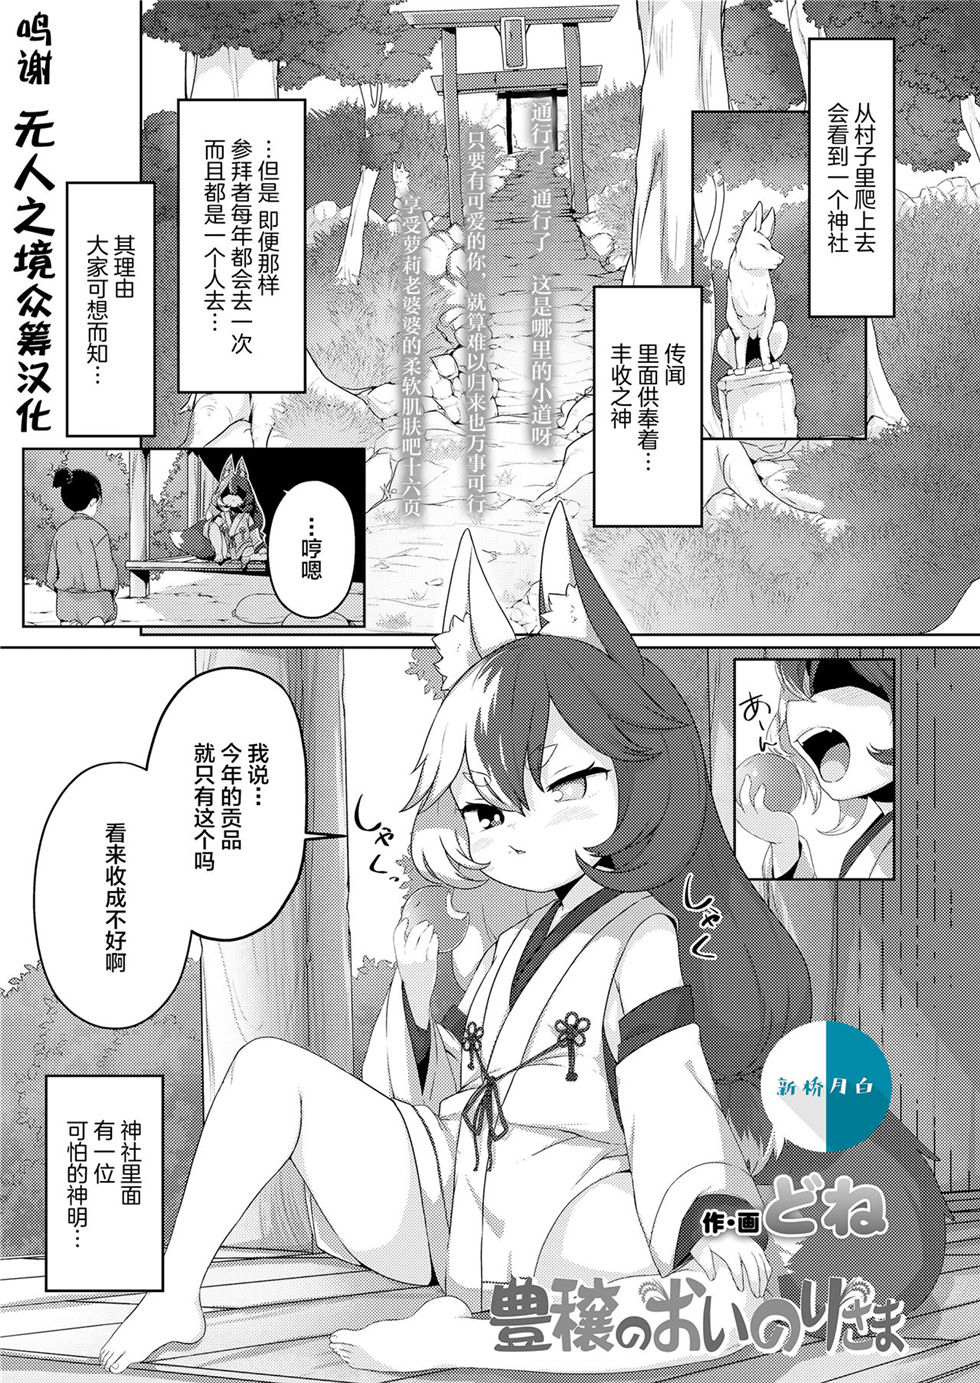 从村子里爬上去
会看到一个神社
传闻
里面供奉着…
丰收之神
通行了　通行了　这是哪里的小道呀
只要有可爱的你，就算难以归来也万事可行
享受萝莉老婆婆的柔软肌肤吧十六页
…但是 即便那样
参拜者每年都会去一次
而且都是一个人去…
其理由
大家可想而知…
鸣谢 无人之境众筹汉化
…哼嗯
あーん
我说…
今年的贡品
就只有这个吗
看来收成不好啊
しゃく
しゃくっ
しゃく
しゃく
神社里面
有一位
可怕的神明…
新桥月白
作・画 どね
豊穣のおいのりさま